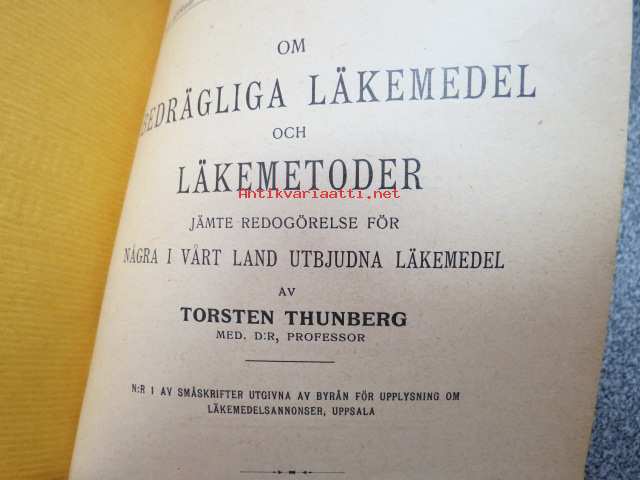 OM
BEDRÄGLIGA LÄKEMEDEL
OCH
LÄKEMETODER
Antikvariaatti.net
JÄMTE REDOGÖRELSE FÖR
NÅGRA I VÅRT LAND UTBJUDNA LÄKEMEDEL
AV
TORSTEN THUNBERG
MED. D:R, PROFESSOR
N:R 1 AV SMÅSKRIFTER UTGIVNA AV BYRÅN FÖR UPPLYSNING OM
LÄKEMEDELSANNONSER, UPPSALA